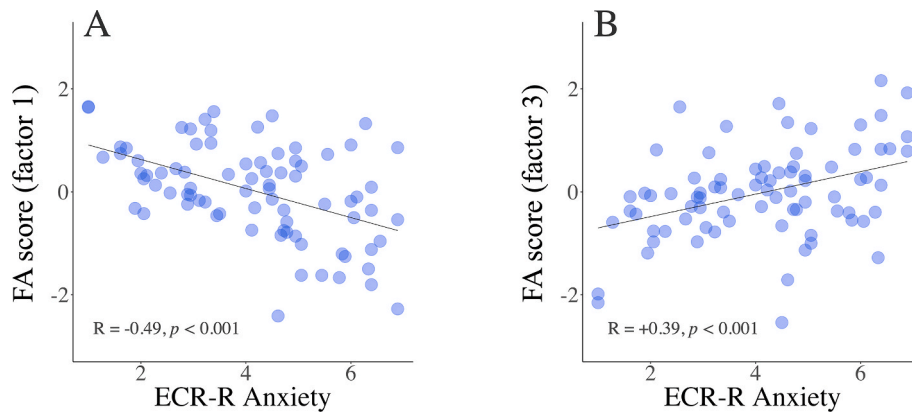 A
FA score (factor 1)
2
0
-2
R = -0.49, p < 0.001
2
4
6
ECR-R Anxiety
B
FA score (factor 3)
2
0
-2
R = +0.39, p < 0.001
2
4
6
ECR-R Anxiety